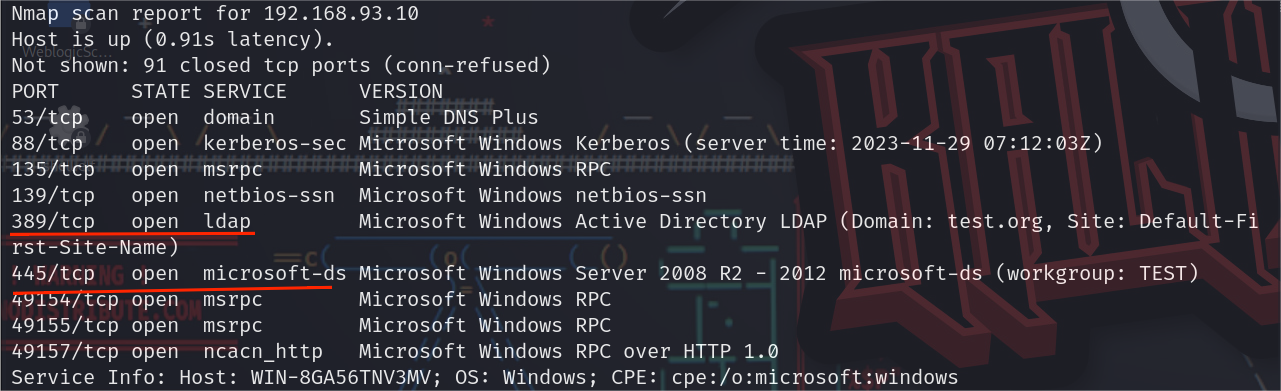 Nmap scan report for 192.168.93.10
Host is up (0.91s latency).
Not shown: 91 closed tcp ports (conn-refused)
PORT      STATE SERVICE      VERSION
53/tcp    open  domain       Simple DNS Plus
88/tcp    open  kerberos-sec Microsoft Windows Kerberos (server time: 2023-11-29 07:12:03Z)
135/tcp   open  msrpc        Microsoft Windows RPC
139/tcp   open  netbios-ssn  Microsoft Windows netbios-ssn
389/tcp   open  ldap         Microsoft Windows Active Directory LDAP (Domain: test.org, Site: Default-Fi
rst-Site-Name)
445/tcp   open  microsoft-ds Microsoft Windows Server 2008 R2 - 2012 microsoft-ds (workgroup: TEST)
49154/tcp open  msrpc        Microsoft Windows RPC
49155/tcp open  msrpc        Microsoft Windows RPC
49157/tcp open  ncacn_http   Microsoft Windows RPC over HTTP 1.0
Service Info: Host: WIN-8GA56TNV3MV; OS: Windows; CPE: cpe:/o:microsoft:windows